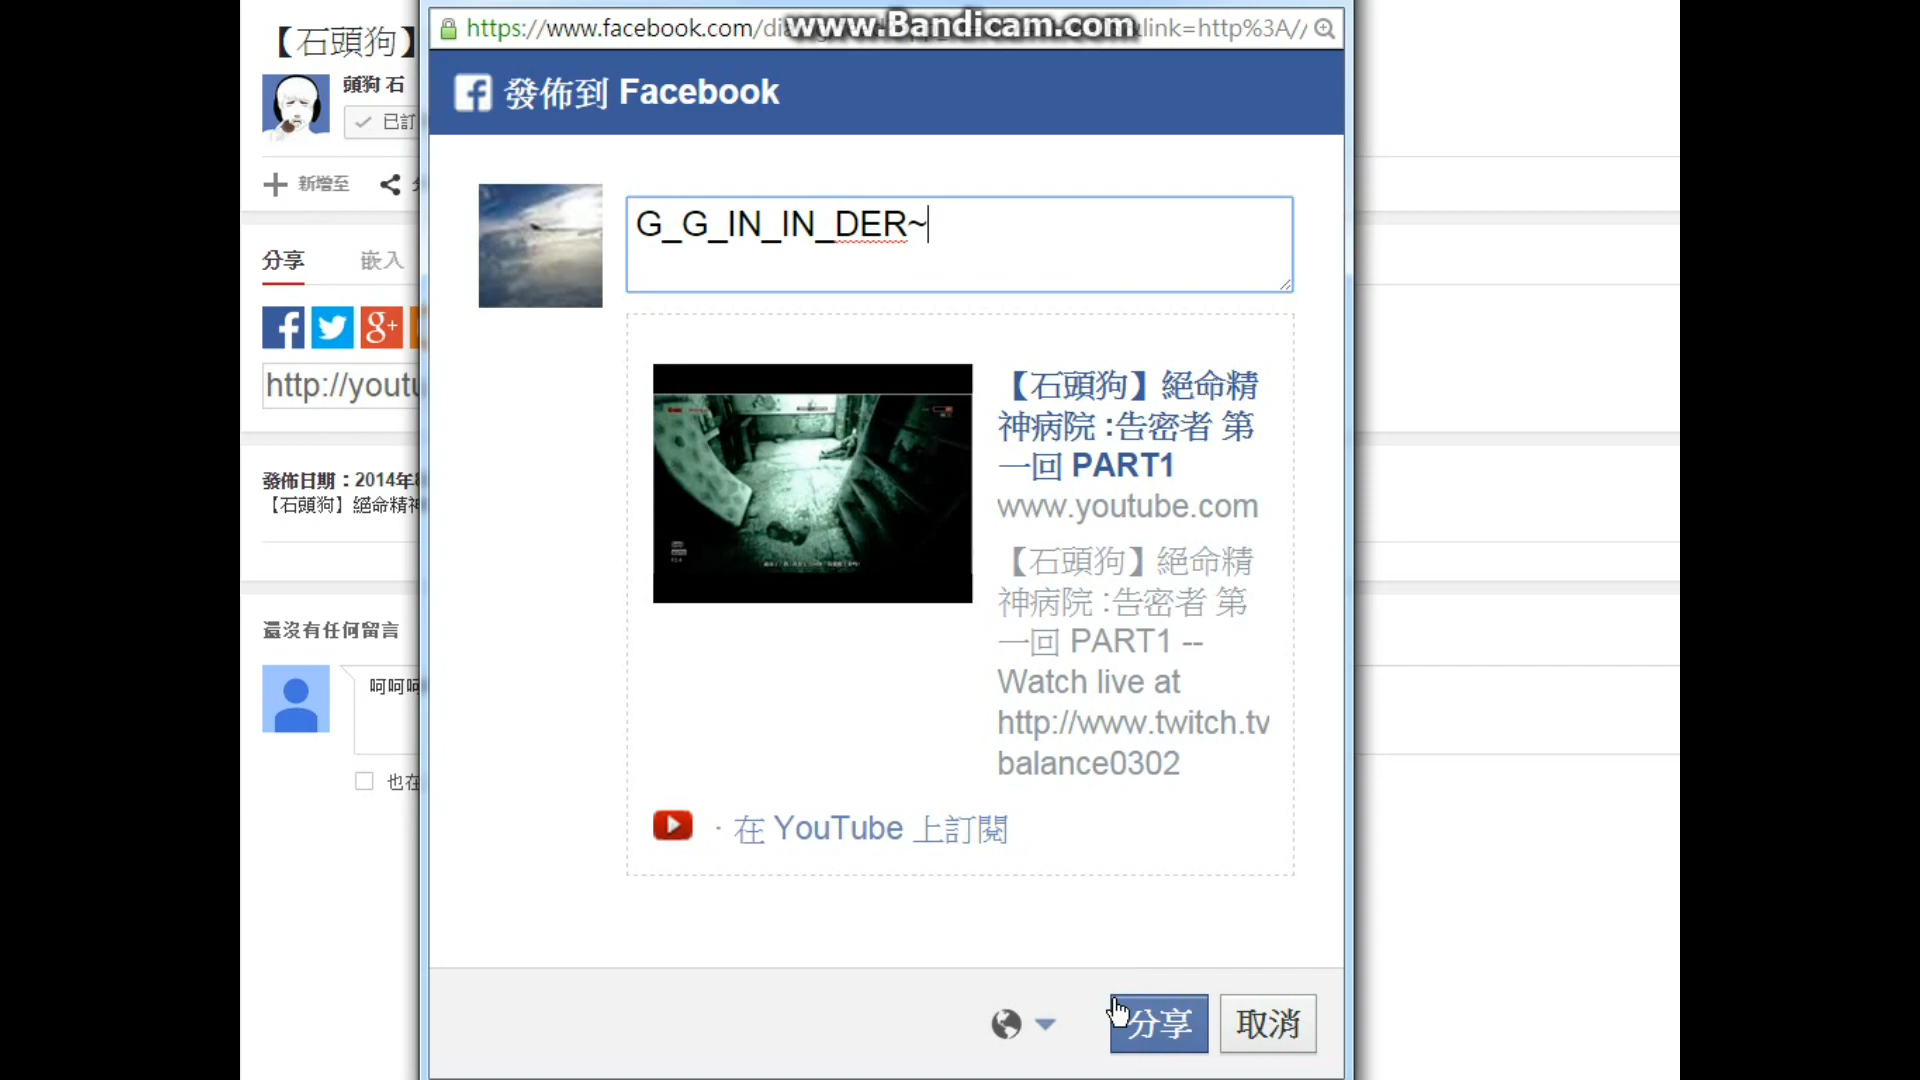 【石頭狗】
https://www.facebook.com/di
www.Bandicam.com
link=http%3A//
頭狗 石
已訂
發佈到 Facebook
新增至
G_G_IN_IN_DER~
分享
嵌入
http://youtu
【石頭狗】絕命精
神病院 :告密者 第
一回 PART1
www.youtube.com
【石頭狗】絕命精
神病院 :告密者 第
一回 PART1 --
Watch live at
http://www.twitch.tv
balance0302
發佈日期：2014年
【石頭狗】絕命精神
還沒有任何留言
呵呵呵
也在
· 在 YouTube 上訂閱
分享
取消